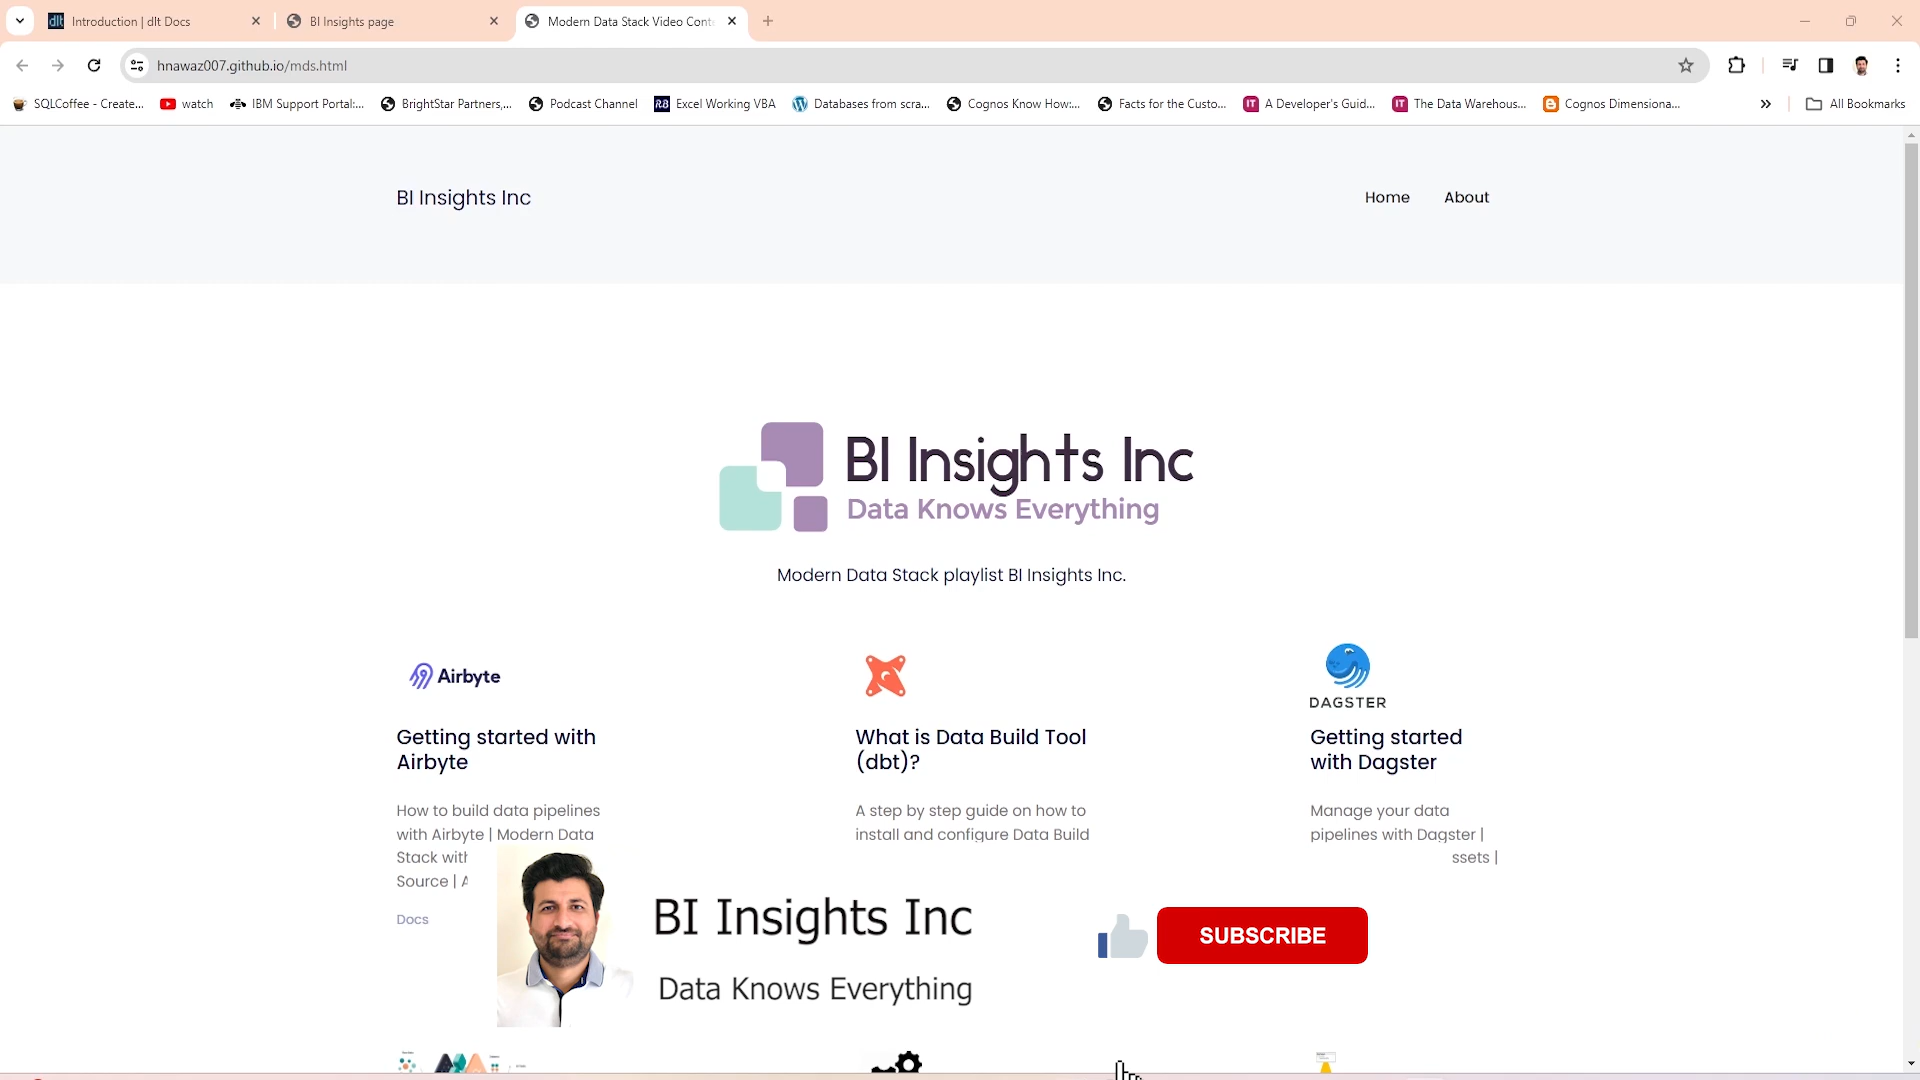 dlt Introduction | dlt Docs
BI Insights page
Modern Data Stack Video Cont
hnawaz007.github.io/mds.html
SQLCoffee - Create...
watch
IBM Support Portal:...
BrightStar Partners,...
Podcast Channel
RB Excel Working VBA
Databases from scra...
Cognos Know How:...
Facts for the Custo...
IT A Developer's Guid...
IT The Data Warehous...
Cognos Dimensiona...
»
All Bookmarks
BI Insights Inc
Home
About
BI Insights Inc
Data Knows Everything
Modern Data Stack playlist BI Insights Inc.
Airbyte
Getting started with
Airbyte
How to build data pipelines
with Airbyte | Modern Data
Stack with
Source | A
Docs
What is Data Build Tool
(dbt)?
A step by step guide on how to
install and configure Data Build
DAGSTER
Getting started
with Dagster
Manage your data
pipelines with Dagster |
ssets |
BI Insights Inc
Data Knows Everything
SUBSCRIBE